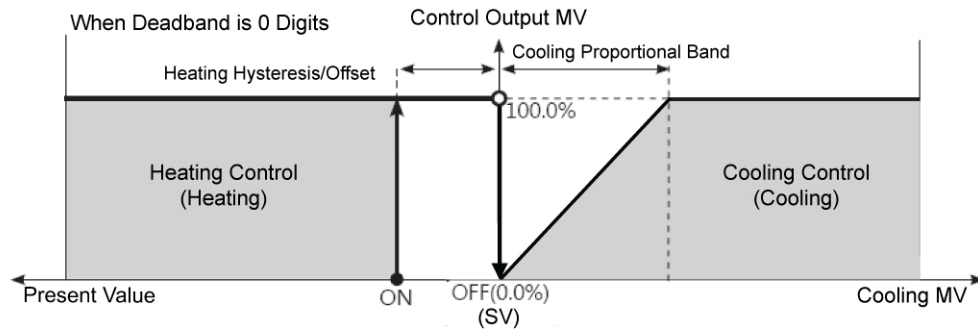 When Deadband is 0 Digits
Control Output MV
Heating Hysteresis/Offset
Cooling Proportional Band
100.0%
Heating Control
(Heating)
Cooling Control
(Cooling)
Present Value
ON
OFF(0.0%)
(SV)
Cooling MV